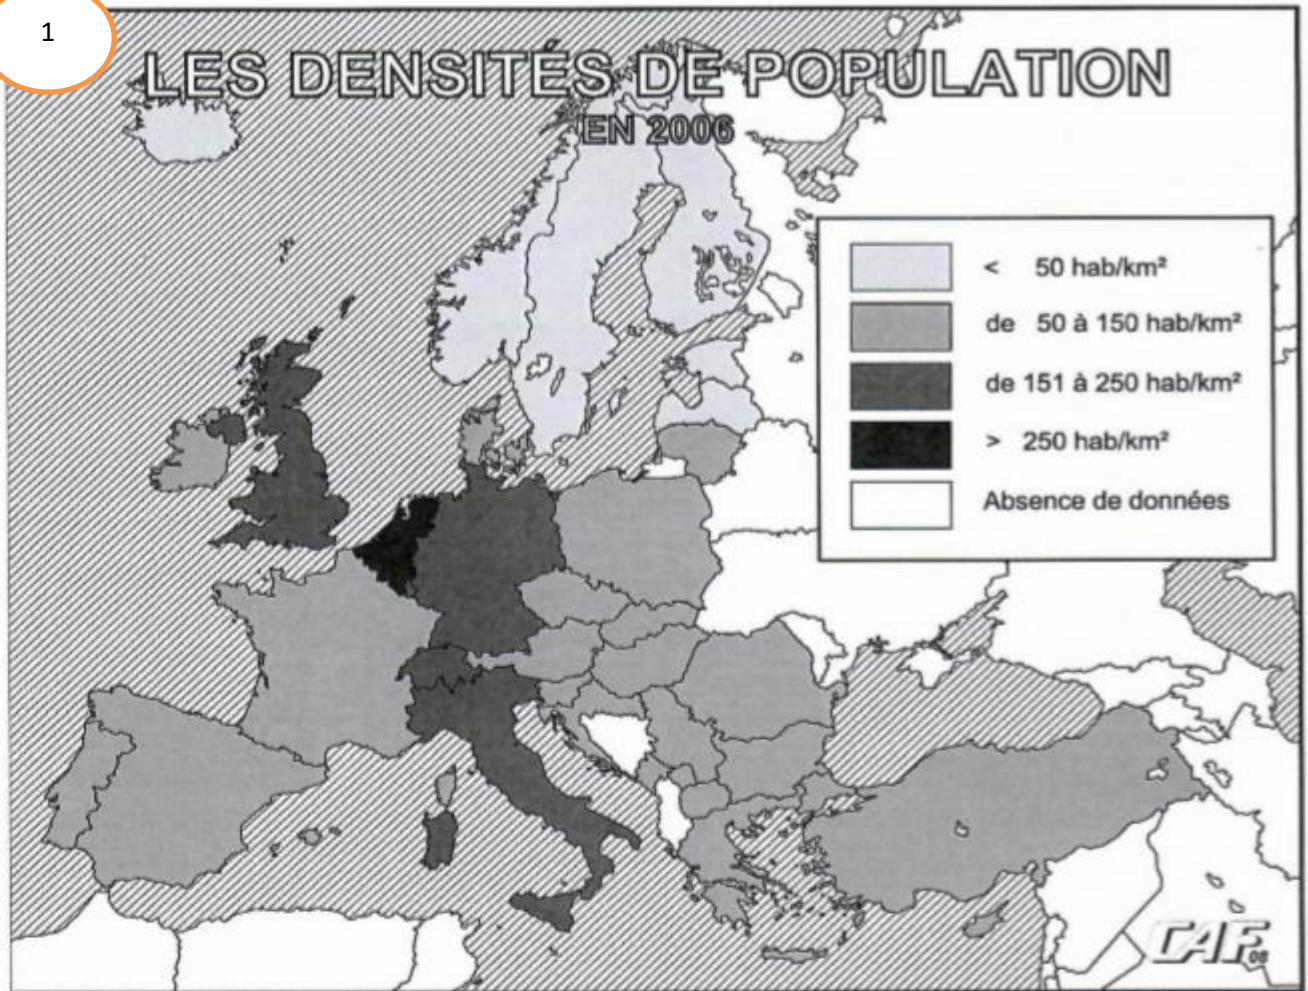 1
LES DENSITÉS DE POPULATION
EN 2006
< 50 hab/km²
de 50 à 150 hab/km²
de 151 à 250 hab/km²
> 250 hab/km²
Absence de données
CAF 08